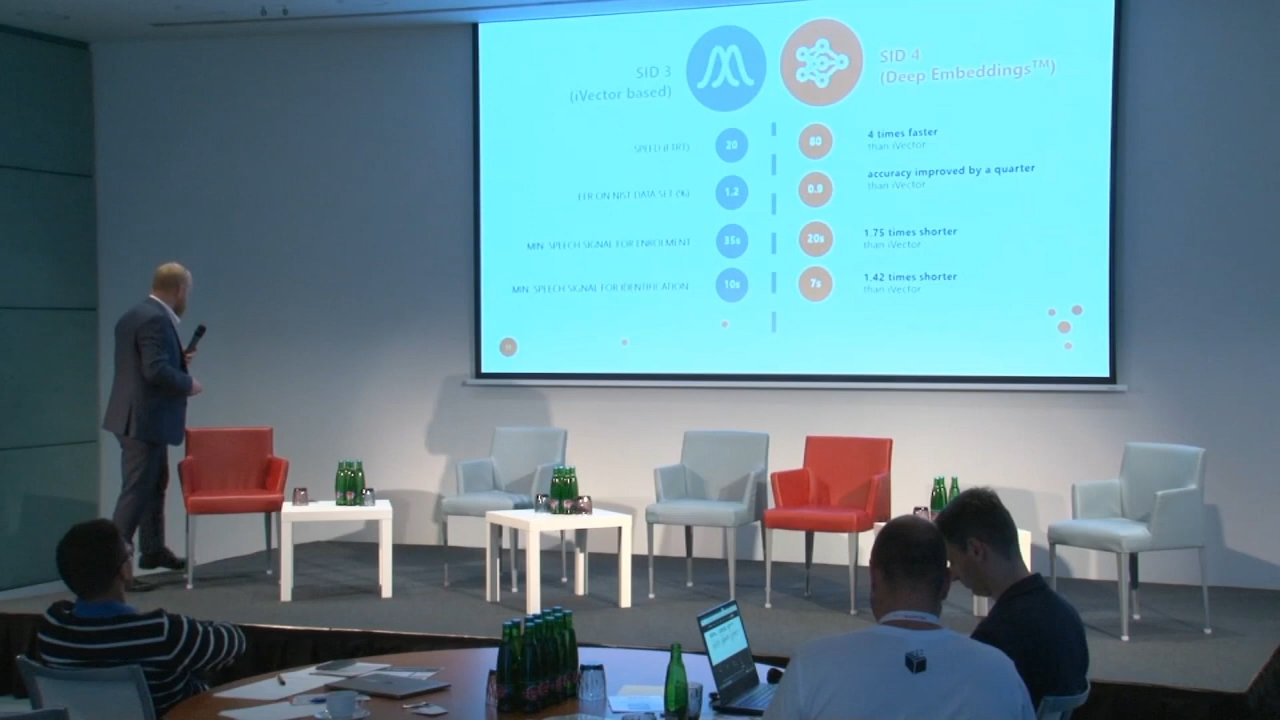 SID 3
(iVector based)
SID 4
(Deep Embeddings™)
SPEED (FTRT)
20
80
4 times faster
than iVector
EER ON NIST DATA SET (%)
1.2
0.9
accuracy improved by a quarter
than iVector
MIN. SPEECH SIGNAL FOR ENROLMENT
35s
20s
1.75 times shorter
than iVector
MIN. SPEECH SIGNAL FOR IDENTIFICATION
10s
7s
1.42 times shorter
than iVector